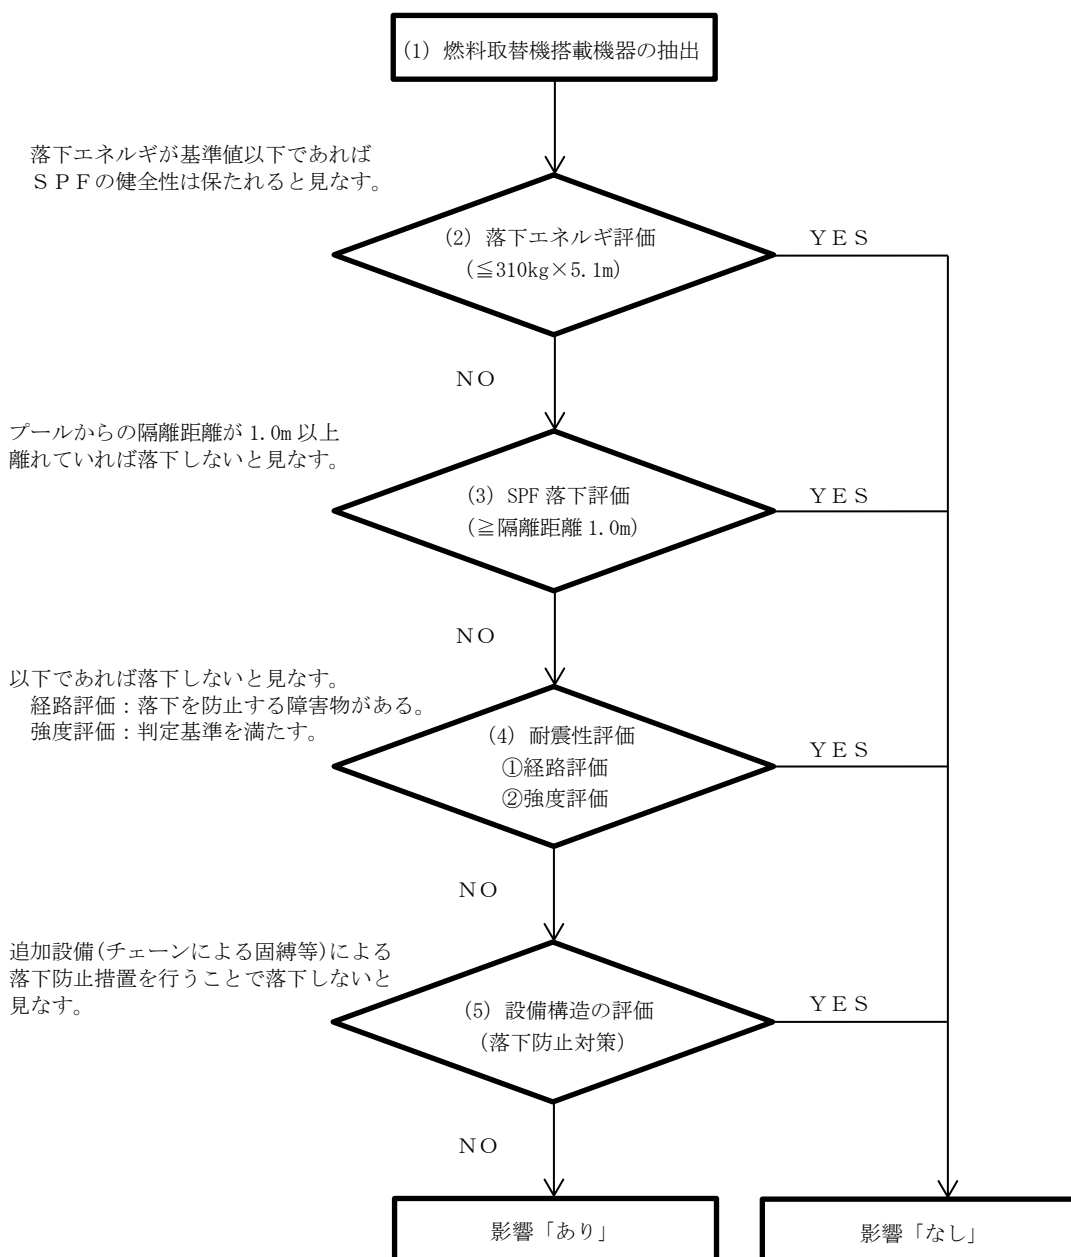 (1) 燃料取替機搭載機器の抽出
落下エネルギが基準値以下であれば
ＳＰＦの健全性は保たれると見なす。
(2) 落下エネルギ評価
(≦310kg×5.1m)
ＹＥＳ
ＮＯ
プールからの隔離距離が 1.0m 以上
離れていれば落下しないと見なす。
(3) SPF 落下評価
(≧隔離距離 1.0m)
ＹＥＳ
ＮＯ
以下であれば落下しないと見なす。
経路評価：落下を防止する障害物がある。
強度評価：判定基準を満たす。
(4) 耐震性評価
①経路評価
②強度評価
ＹＥＳ
ＮＯ
追加設備(チェーンによる固縛等)による
落下防止措置を行うことで落下しないと
見なす。
(5) 設備構造の評価
(落下防止対策)
ＹＥＳ
ＮＯ
影響「あり」
影響「なし」